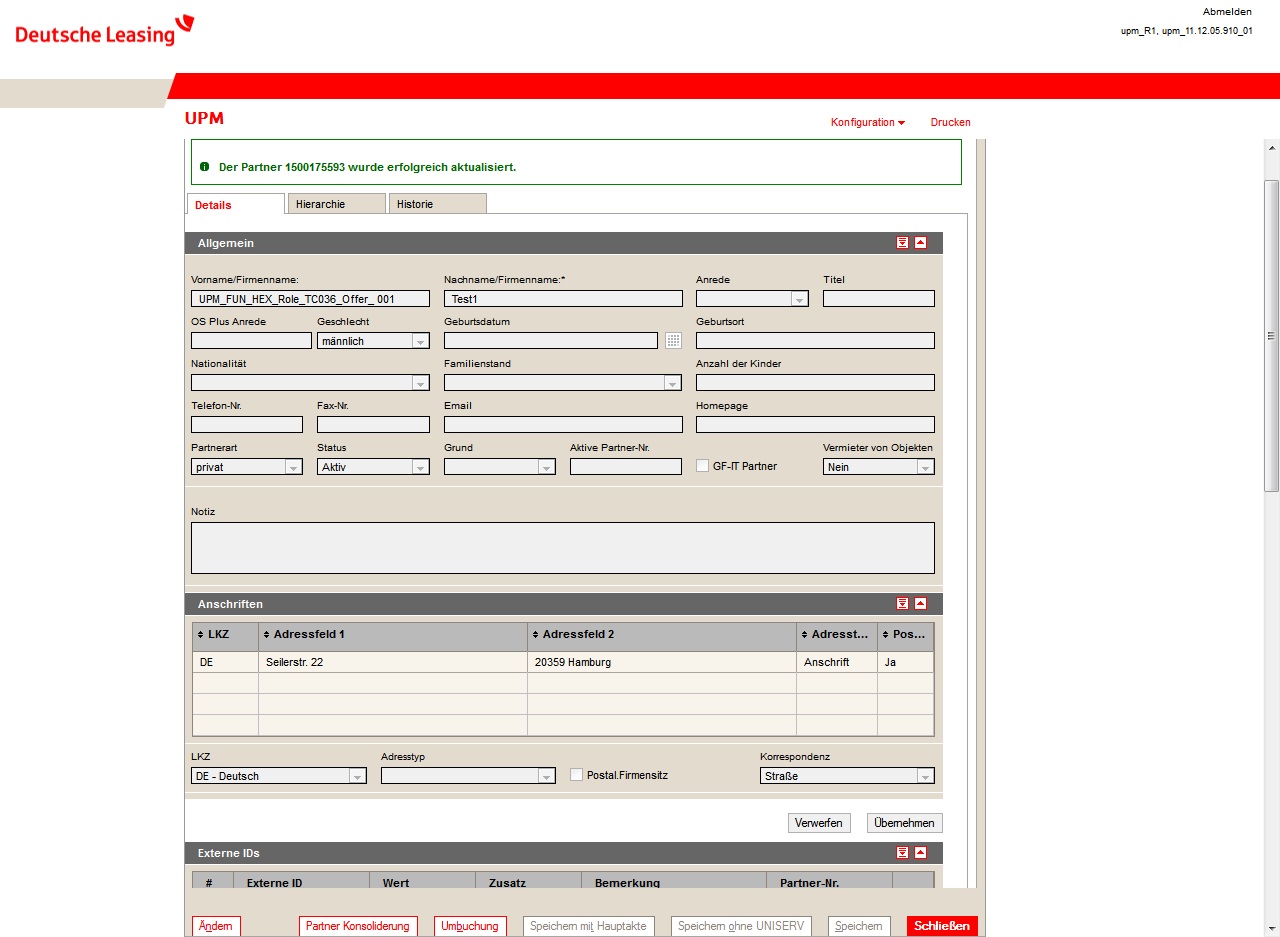 Deutsche Leasing
Abmelden
upm_R1, upm_11.12.05.910_01
UPM
Konfiguration
Drucken
Der Partner 1500175593 wurde erfolgreich aktualisiert.
Details Hierarchie Historie
Allgemein
Vorname/Firmenname: Nachname/Firmenname:* Anrede Titel
UPM_FUN_HEX_Role_TC036_Offer_ 001 Test1
OS Plus Anrede Geschlecht Geburtsdatum Geburtsort
männlich
Nationalität Familienstand Anzahl der Kinder
Telefon-Nr. Fax-Nr. Email Homepage
Partnerart Status Grund Aktive Partner-Nr. Vermieter von Objekten
privat Aktiv GF-IT Partner Nein
Notiz
Anschriften
LKZ Adressfeld 1 Adressfeld 2 Adresst... Pos...
DE Seilerstr. 22 20359 Hamburg Anschrift Ja
LKZ Adresstyp Korrespondenz
DE - Deutsch Postal.Firmensitz Straße
Verwerfen Übernehmen
Externe IDs
# Externe ID Wert Zusatz Bemerkung Partner-Nr.
Ändern Partner Konsoliderung Umbuchung Speichern mit Hauptakte Speichern ohne UNISERV Speichern Schließen